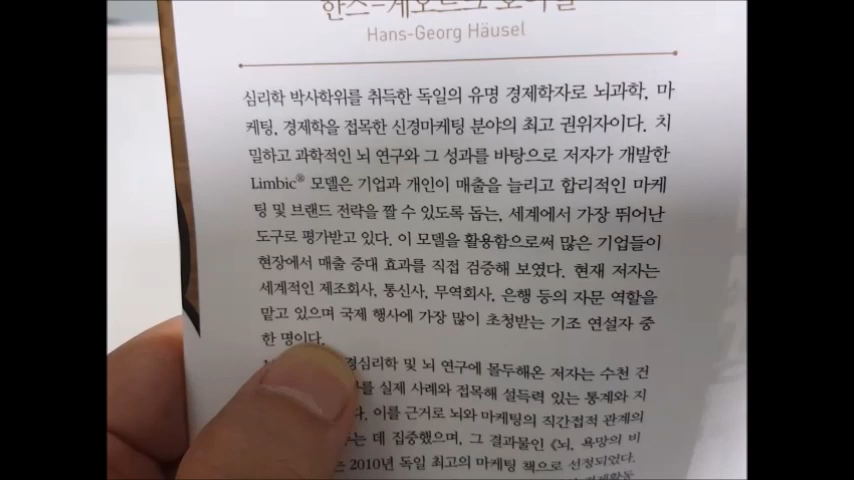 한스-게오르크 호이젤
Hans-Georg Häusel
심리학 박사학위를 취득한 독일의 유명 경제학자로 뇌과학, 마
케팅, 경제학을 접목한 신경마케팅 분야의 최고 권위자이다. 치
밀하고 과학적인 뇌 연구와 그 성과를 바탕으로 저자가 개발한
Limbic® 모델은 기업과 개인이 매출을 늘리고 합리적인 마케
팅 및 브랜드 전략을 짤 수 있도록 돕는, 세계에서 가장 뛰어난
도구로 평가받고 있다. 이 모델을 활용함으로써 많은 기업들이
현장에서 매출 증대 효과를 직접 검증해 보였다. 현재 저자는
세계적인 제조회사, 통신사, 무역회사, 은행 등의 자문 역할을
맡고 있으며 국제 행사에 가장 많이 초청받는 기조 연설자 중
한 명이다.
및 뇌 연구에 몰두해온 저자는 수천 건
실제 사례와 접목해 설득력 있는 통계와 지
이를 근거로 뇌와 마케팅의 직간접적 관계의
데 집중했으며, 그 결과물인 《뇌, 욕망의 비
2010년 독일 최고의 마케팅 책으로 선정되었다.